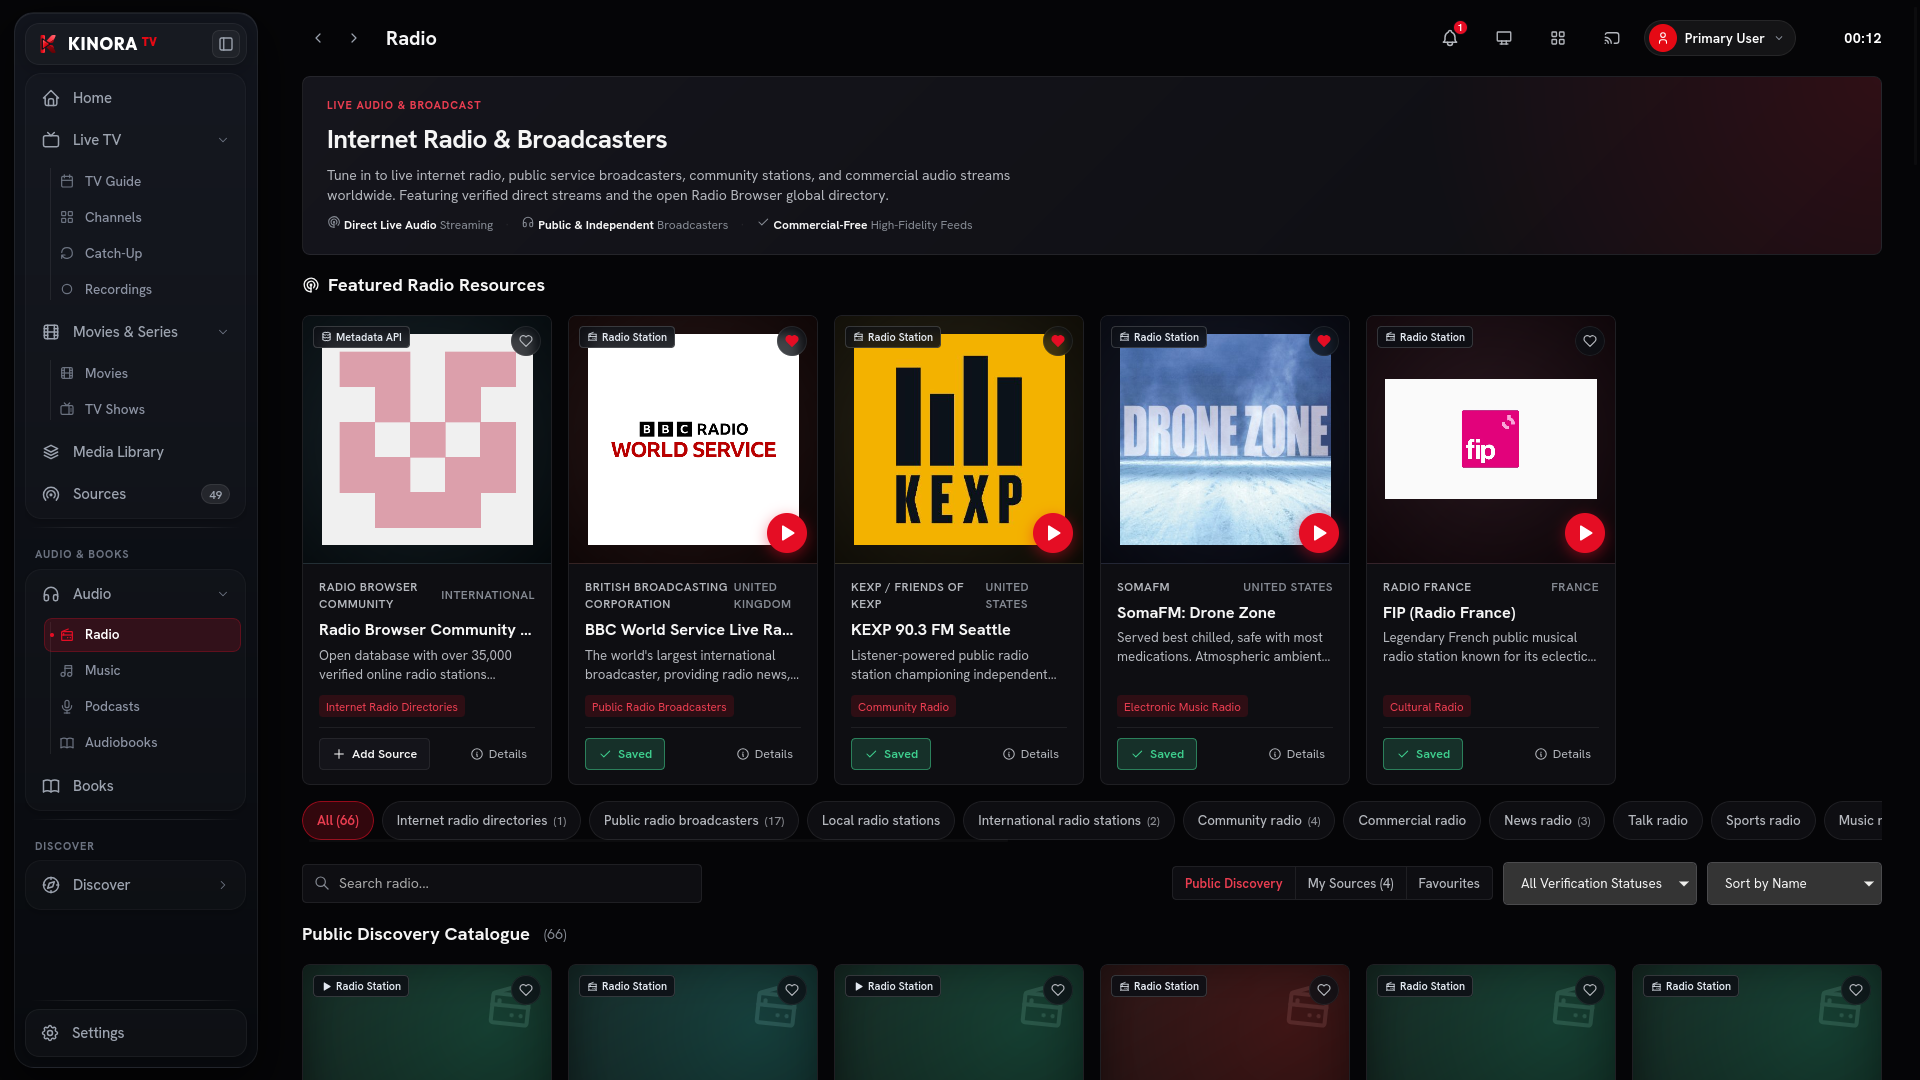 KINORA TV
Home
Live TV
TV Guide
Channels
Catch-Up
Recordings
Movies & Series
Movies
TV Shows
Media Library
Sources
49
AUDIO & BOOKS
Audio
Radio
Music
Podcasts
Audiobooks
Books
DISCOVER
Discover
Settings
Radio
1
Primary User
00:12
LIVE AUDIO & BROADCAST
Internet Radio & Broadcasters
Tune in to live internet radio, public service broadcasters, community stations, and commercial audio streams
worldwide. Featuring verified direct streams and the open Radio Browser global directory.
Direct Live Audio Streaming
Public & Independent Broadcasters
Commercial-Free High-Fidelity Feeds
Featured Radio Resources
Metadata API
RADIO BROWSER
COMMUNITY
INTERNATIONAL
Radio Browser Community ...
Open database with over 35,000
verified online radio stations...
Internet Radio Directories
Add Source
Details
Radio Station
BBC RADIO
WORLD SERVICE
BRITISH BROADCASTING
CORPORATION
UNITED
KINGDOM
BBC World Service Live Ra...
The world's largest international
broadcaster, providing radio news,...
Public Radio Broadcasters
Saved
Details
Radio Station
KEXP
KEXP / FRIENDS OF
KEXP
UNITED
STATES
KEXP 90.3 FM Seattle
Listener-powered public radio
station championing independent...
Community Radio
Saved
Details
Radio Station
DRONE ZONE
SOMAFM
UNITED STATES
SomaFM: Drone Zone
Served best chilled, safe with most
medications. Atmospheric ambient...
Electronic Music Radio
Saved
Details
Radio Station
fip
RADIO FRANCE
FRANCE
FIP (Radio France)
Legendary French public musical
radio station known for its eclectic...
Cultural Radio
Saved
Details
All (66)
Internet radio directories (1)
Public radio broadcasters (17)
Local radio stations
International radio stations (2)
Community radio (4)
Commercial radio
News radio (3)
Talk radio
Sports radio
Music r
Search radio...
Public Discovery
My Sources (4)
Favourites
All Verification Statuses
Sort by Name
Public Discovery Catalogue (66)
Radio Station
Radio Station
Radio Station
Radio Station
Radio Station
Radio Station